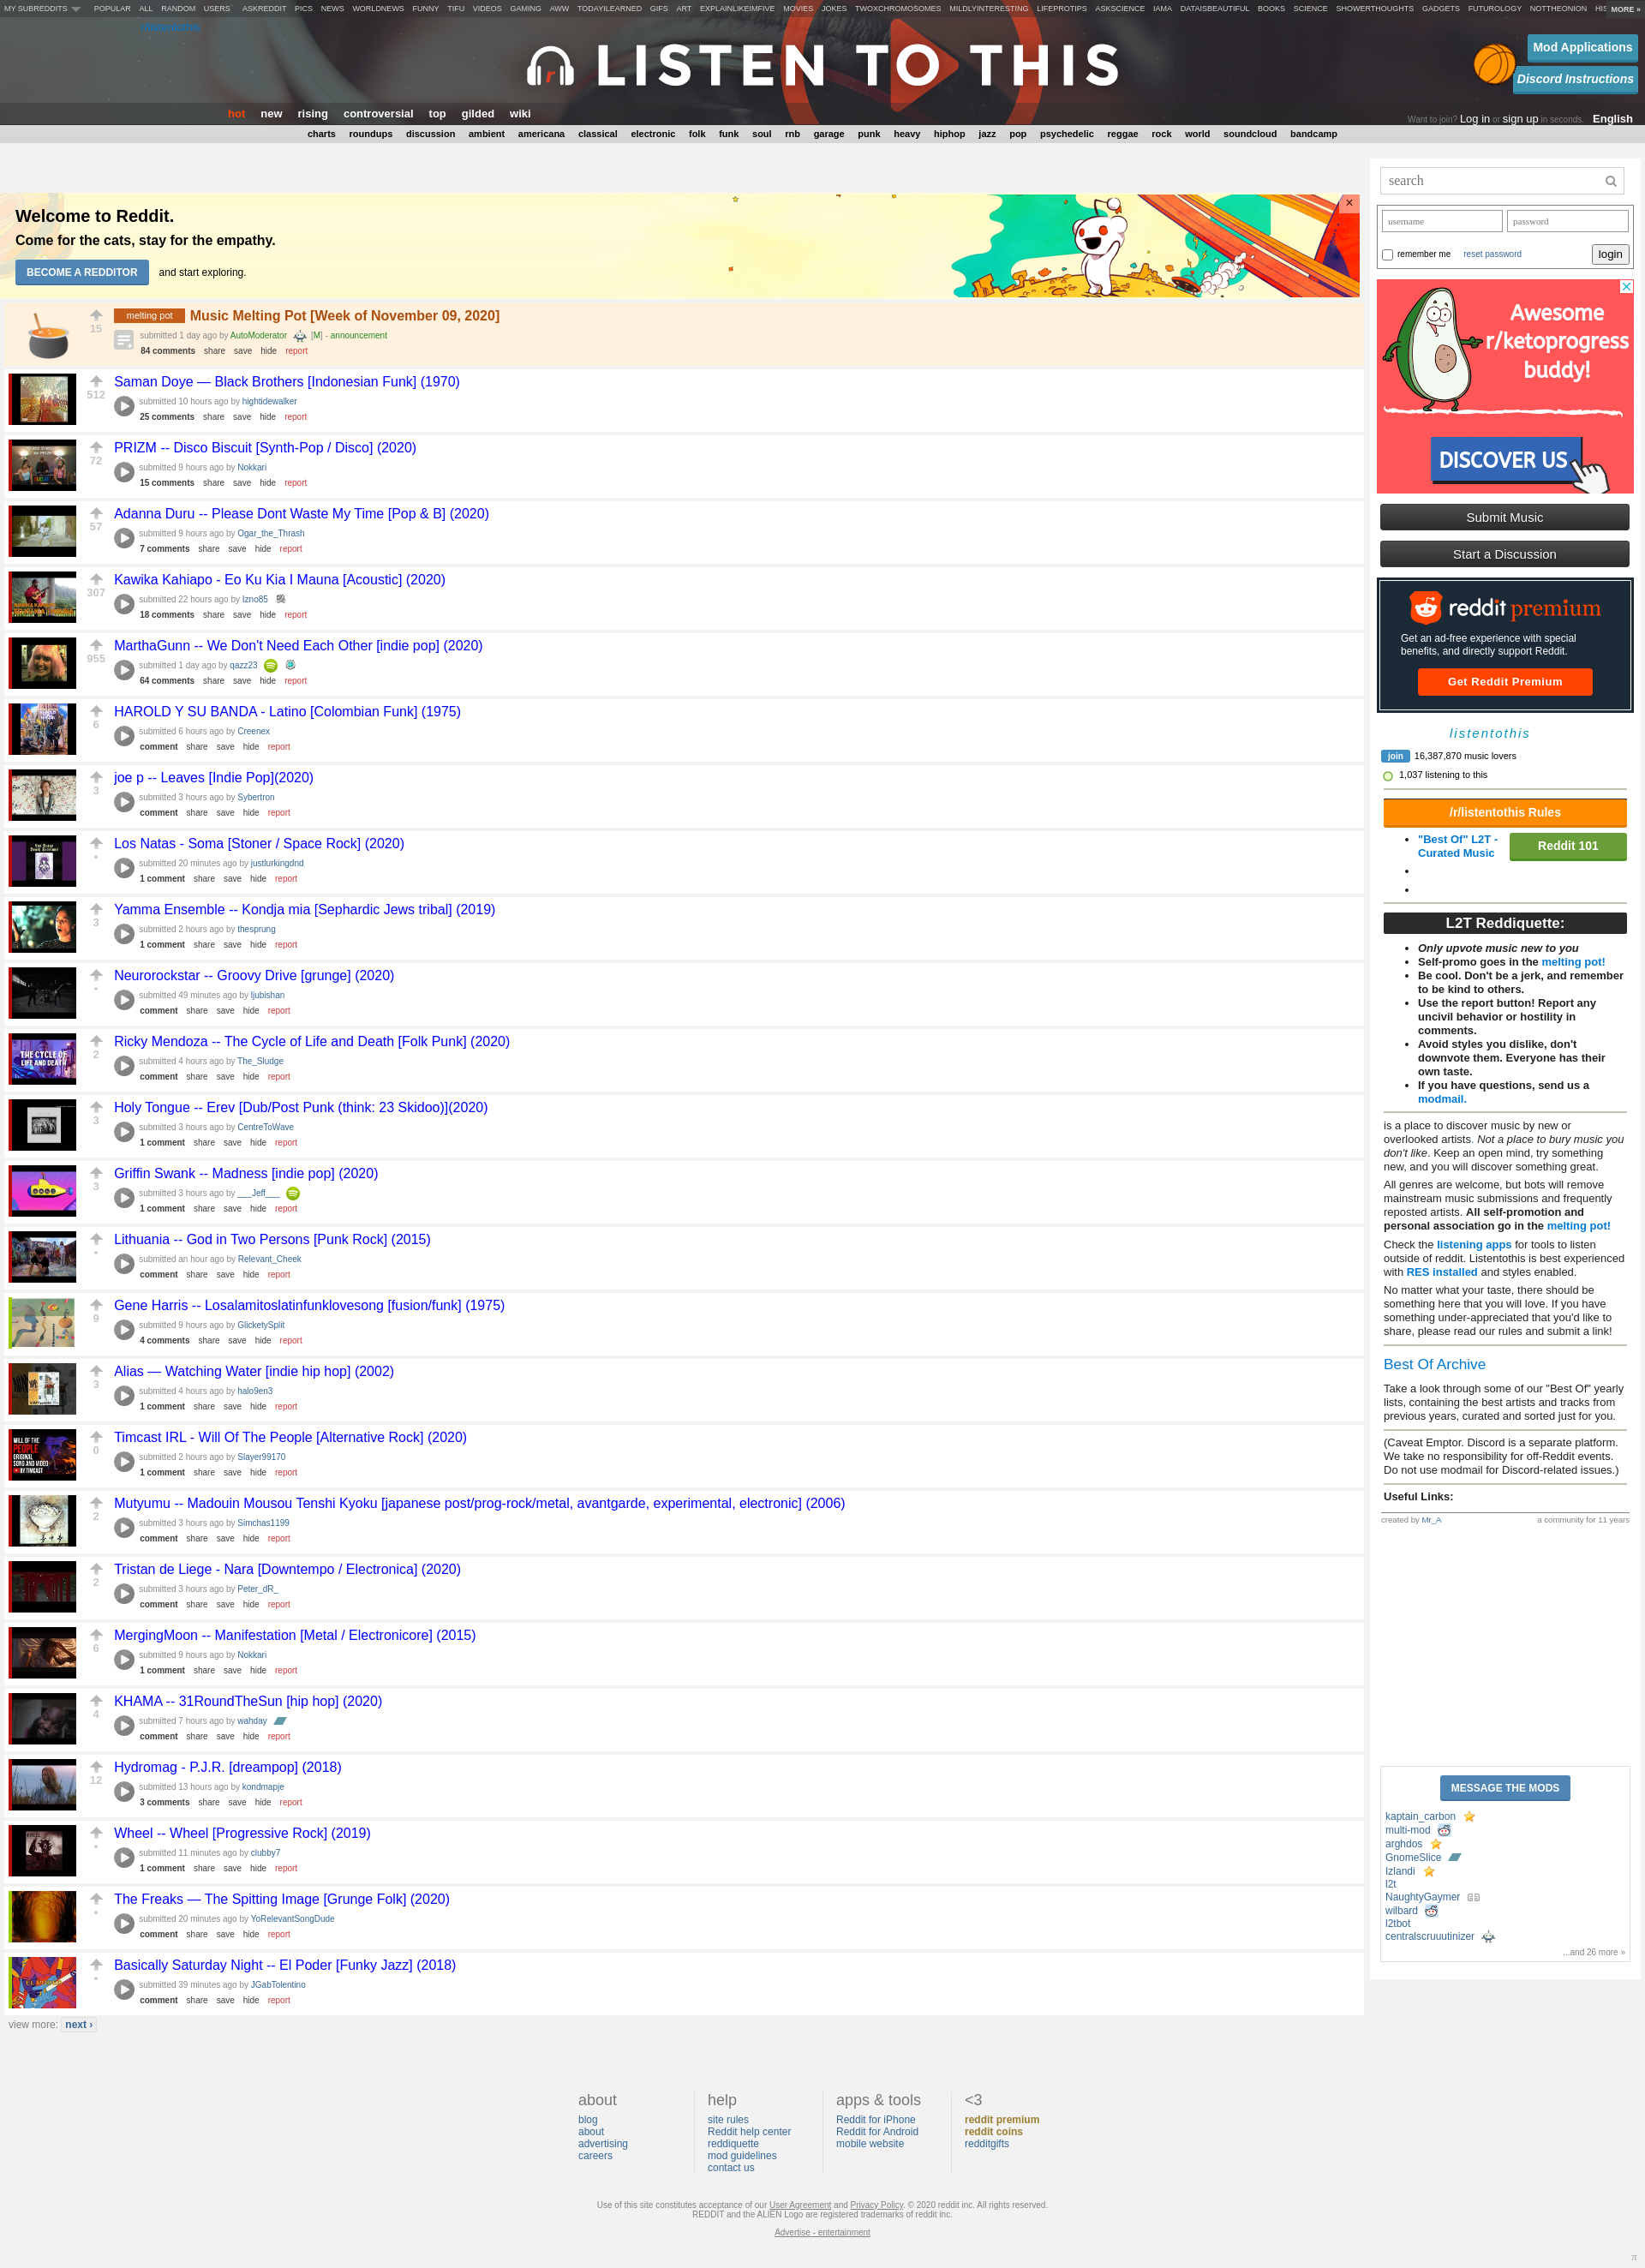 MY SUBREDDITS POPULAR ALL RANDOM USERS ASKREDDIT PICS NEWS WORLDNEWS FUNNY TIFU VIDEOS GAMING AWW TODAYILEARNED GIFS ART EXPLAINLIKEIMFIVE MOVIES JOKES TWOXCHROMOSOMES MILDLYINTERESTING LIFEPROTIPS ASKSCIENCE IAMA DATAISBEAUTIFUL BOOKS SCIENCE SHOWERTHOUGHTS GADGETS FUTUROLOGY NOTTHEONION HIS MORE »
LISTEN TO THIS
Mod Applications
Discord Instructions
hot new rising controversial top gilded wiki
Want to join? Log in or sign up in seconds. English
charts roundups discussion ambient americana classical electronic folk funk soul rnb garage punk heavy hiphop jazz pop psychedelic reggae rock world soundcloud bandcamp
Welcome to Reddit.
Come for the cats, stay for the empathy.
BECOME A REDDITOR and start exploring.
×
15
melting pot Music Melting Pot [Week of November 09, 2020]
submitted 1 day ago by AutoModerator [M] - announcement
84 comments share save hide report
512
Saman Doye — Black Brothers [Indonesian Funk] (1970)
submitted 10 hours ago by hightidewalker
25 comments share save hide report
72
PRIZM -- Disco Biscuit [Synth-Pop / Disco] (2020)
submitted 9 hours ago by Nokkari
15 comments share save hide report
57
Adanna Duru -- Please Dont Waste My Time [Pop & B] (2020)
submitted 9 hours ago by Ogar_the_Thrash
7 comments share save hide report
307
Kawika Kahiapo - Eo Ku Kia I Mauna [Acoustic] (2020)
submitted 22 hours ago by Izno85
18 comments share save hide report
955
MarthaGunn -- We Don't Need Each Other [indie pop] (2020)
submitted 1 day ago by qazz23
64 comments share save hide report
6
HAROLD Y SU BANDA - Latino [Colombian Funk] (1975)
submitted 6 hours ago by Creenex
comment share save hide report
3
joe p -- Leaves [Indie Pop](2020)
submitted 3 hours ago by Sybertron
comment share save hide report
•
Los Natas - Soma [Stoner / Space Rock] (2020)
submitted 20 minutes ago by justlurkingdnd
1 comment share save hide report
3
Yamma Ensemble -- Kondja mia [Sephardic Jews tribal] (2019)
submitted 2 hours ago by thesprung
1 comment share save hide report
•
Neurorockstar -- Groovy Drive [grunge] (2020)
submitted 49 minutes ago by ljubishan
comment share save hide report
THE CYCLE OF
LIFE AND DEATH
2
Ricky Mendoza -- The Cycle of Life and Death [Folk Punk] (2020)
submitted 4 hours ago by The_Sludge
comment share save hide report
3
Holy Tongue -- Erev [Dub/Post Punk (think: 23 Skidoo)](2020)
submitted 3 hours ago by CentreToWave
1 comment share save hide report
3
Griffin Swank -- Madness [indie pop] (2020)
submitted 3 hours ago by ___Jeff___
1 comment share save hide report
•
Lithuania -- God in Two Persons [Punk Rock] (2015)
submitted an hour ago by Relevant_Cheek
comment share save hide report
9
Gene Harris -- Losalamitoslatinfunklovesong [fusion/funk] (1975)
submitted 9 hours ago by GlicketySplit
4 comments share save hide report
3
Alias — Watching Water [indie hip hop] (2002)
submitted 4 hours ago by halo9en3
1 comment share save hide report
WILL OF THE
PEOPLE
ORIGINAL
SONG AND VIDEO
BY TIMCAST
0
Timcast IRL - Will Of The People [Alternative Rock] (2020)
submitted 2 hours ago by Slayer99170
1 comment share save hide report
2
Mutyumu -- Madouin Mousou Tenshi Kyoku [japanese post/prog-rock/metal, avantgarde, experimental, electronic] (2006)
submitted 3 hours ago by Simchas1199
comment share save hide report
2
Tristan de Liege - Nara [Downtempo / Electronica] (2020)
submitted 3 hours ago by Peter_dR_
comment share save hide report
6
MergingMoon -- Manifestation [Metal / Electronicore] (2015)
submitted 9 hours ago by Nokkari
1 comment share save hide report
4
KHAMA -- 31RoundTheSun [hip hop] (2020)
submitted 7 hours ago by wahday
comment share save hide report
12
Hydromag - P.J.R. [dreampop] (2018)
submitted 13 hours ago by kondmapje
3 comments share save hide report
•
Wheel -- Wheel [Progressive Rock] (2019)
submitted 11 minutes ago by clubby7
1 comment share save hide report
•
The Freaks — The Spitting Image [Grunge Folk] (2020)
submitted 20 minutes ago by YoRelevantSongDude
comment share save hide report
•
Basically Saturday Night -- El Poder [Funky Jazz] (2018)
submitted 39 minutes ago by JGabTolentino
comment share save hide report
view more: next ›
search
username password
remember me reset password login
Awesome
r/ketoprogress
buddy!
DISCOVER US
Submit Music
Start a Discussion
reddit premium
Get an ad-free experience with special
benefits, and directly support Reddit.
Get Reddit Premium
listentothis
join 16,387,870 music lovers
1,037 listening to this
/r/listentothis Rules
"Best Of" L2T -
Curated Music
Reddit 101
L2T Reddiquette:
Only upvote music new to you
Self-promo goes in the melting pot!
Be cool. Don't be a jerk, and remember
to be kind to others.
Use the report button! Report any
uncivil behavior or hostility in
comments.
Avoid styles you dislike, don't
downvote them. Everyone has their
own taste.
If you have questions, send us a
modmail.
is a place to discover music by new or
overlooked artists. Not a place to bury music you
don't like. Keep an open mind, try something
new, and you will discover something great.
All genres are welcome, but bots will remove
mainstream music submissions and frequently
reposted artists. All self-promotion and
personal association go in the melting pot!
Check the listening apps for tools to listen
outside of reddit. Listentothis is best experienced
with RES installed and styles enabled.
No matter what your taste, there should be
something here that you will love. If you have
something under-appreciated that you'd like to
share, please read our rules and submit a link!
Best Of Archive
Take a look through some of our "Best Of" yearly
lists, containing the best artists and tracks from
previous years, curated and sorted just for you.
(Caveat Emptor. Discord is a separate platform.
We take no responsibility for off-Reddit events.
Do not use modmail for Discord-related issues.)
Useful Links:
created by Mr_A a community for 11 years
MESSAGE THE MODS
kaptain_carbon
multi-mod
arghdos
GnomeSlice
Izlandi
l2t
NaughtyGaymer
wilbard
l2tbot
centralscruuutinizer
...and 26 more »
about
blog
about
advertising
careers
help
site rules
Reddit help center
reddiquette
mod guidelines
contact us
apps & tools
Reddit for iPhone
Reddit for Android
mobile website
<3
reddit premium
reddit coins
redditgifts
Use of this site constitutes acceptance of our User Agreement and Privacy Policy. © 2020 reddit inc. All rights reserved.
REDDIT and the ALIEN Logo are registered trademarks of reddit inc.
Advertise - entertainment
π